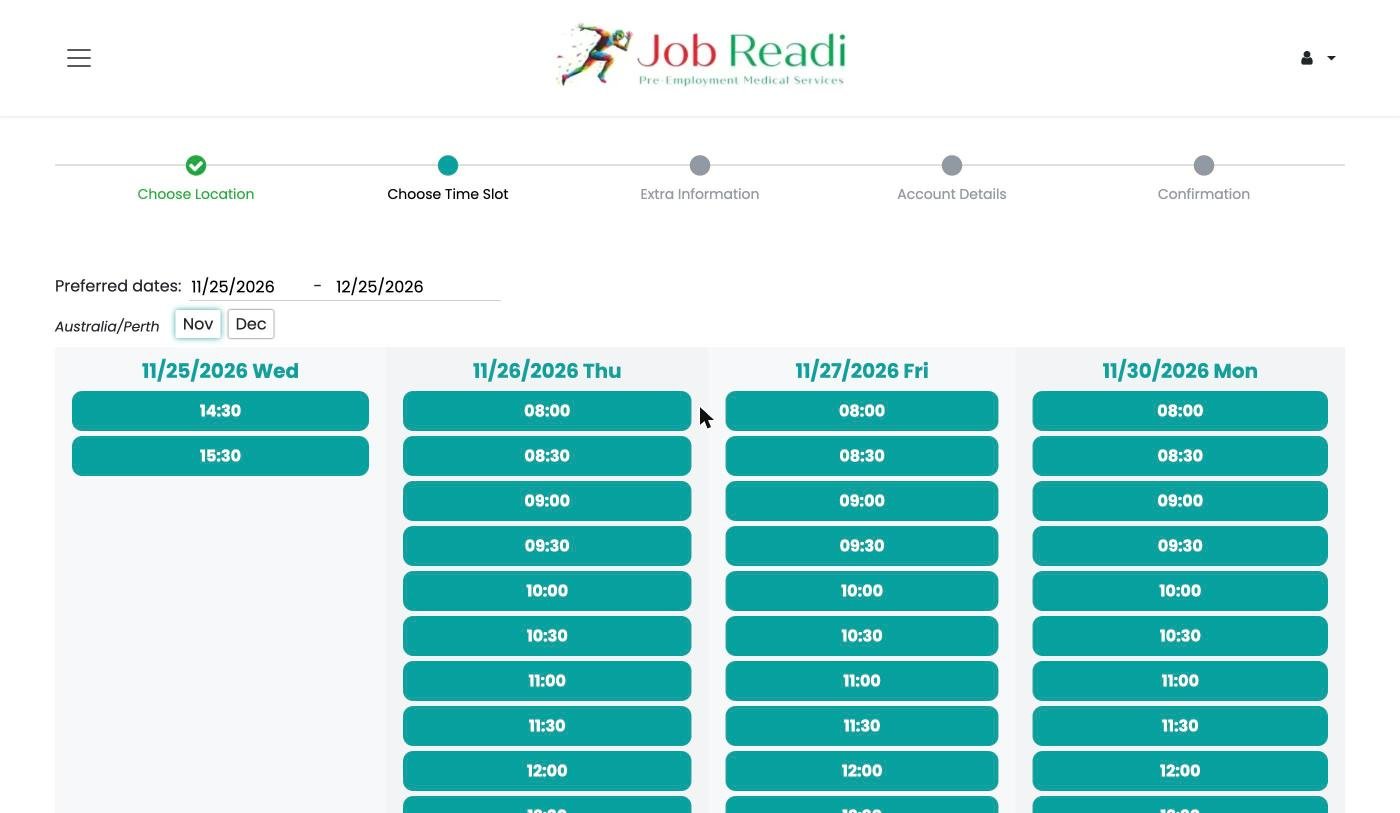 Job Readi
Pre-Employment Medical Services
Choose Location
Choose Time Slot
Extra Information
Account Details
Confirmation
Preferred dates: 11/25/2026 - 12/25/2026
Australia/Perth Nov Dec
11/25/2026 Wed
14:30
15:30
11/26/2026 Thu
08:00
08:30
09:00
09:30
10:00
10:30
11:00
11:30
12:00
11/27/2026 Fri
08:00
08:30
09:00
09:30
10:00
10:30
11:00
11:30
12:00
11/30/2026 Mon
08:00
08:30
09:00
09:30
10:00
10:30
11:00
11:30
12:00